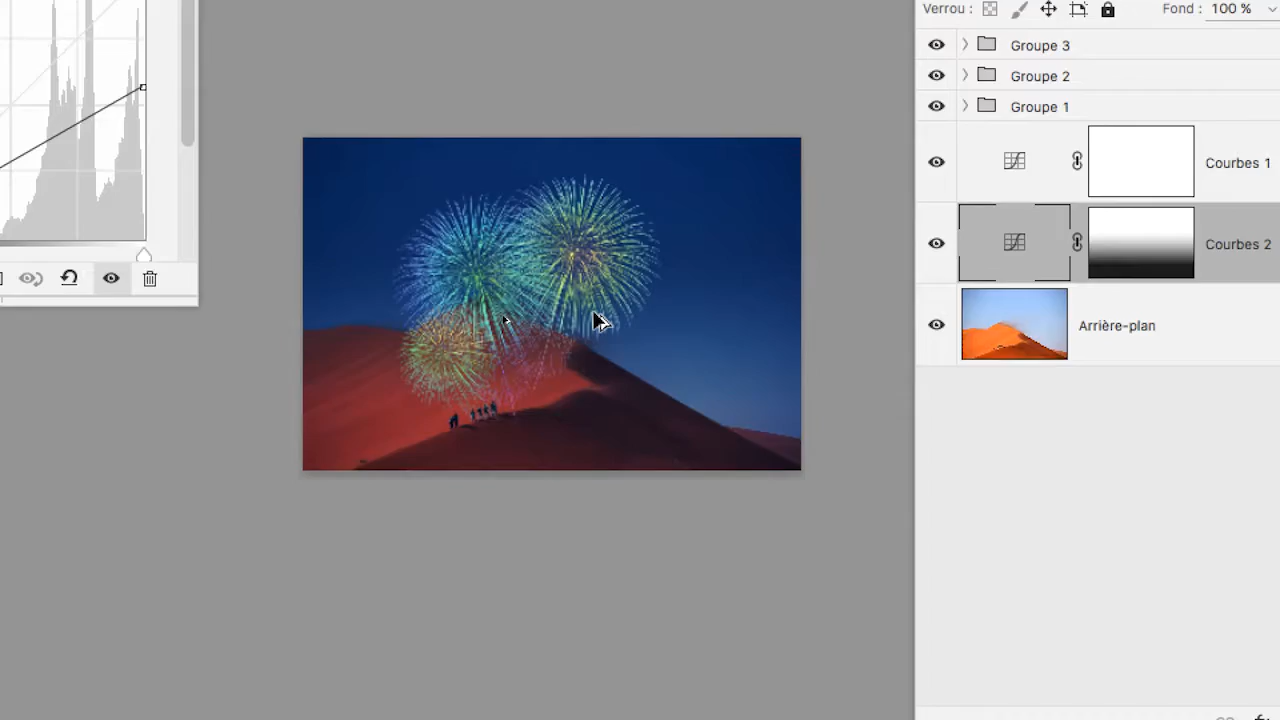 Verrou :
Fond : 100 %
Groupe 3
Groupe 2
Groupe 1
Courbes 1
Courbes 2
Arrière-plan